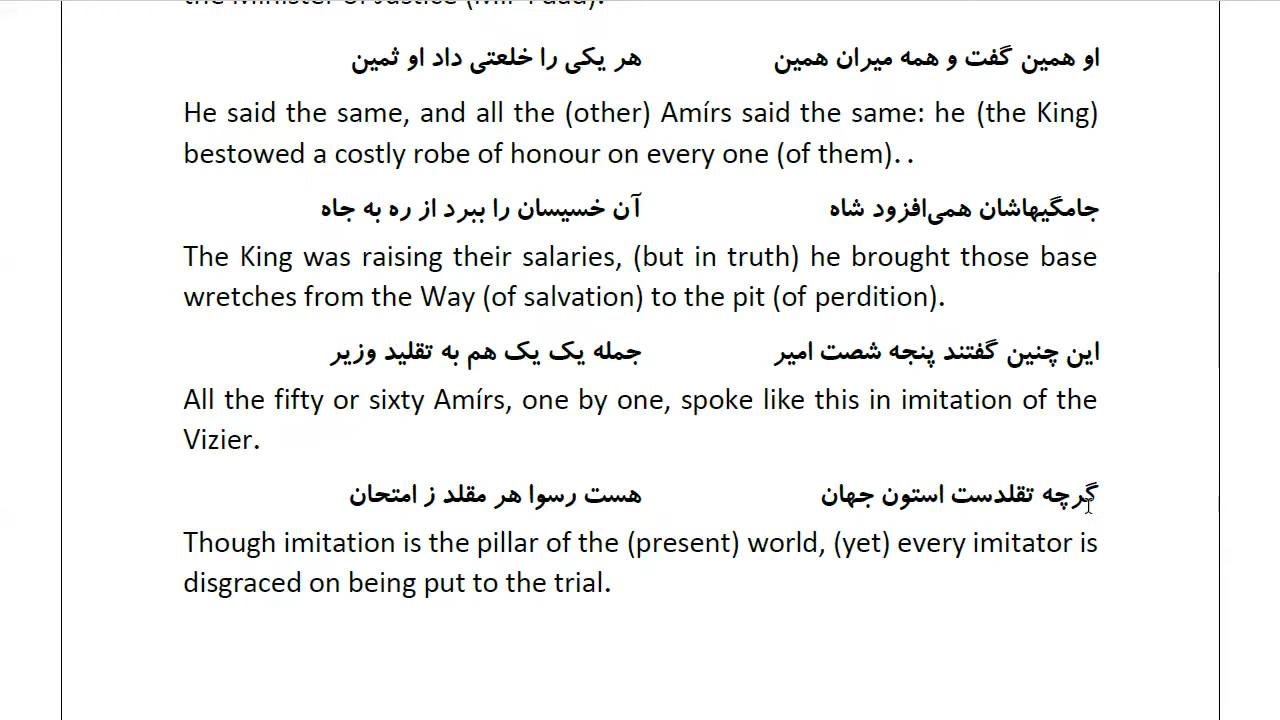 the Minister of Justice (Mír-i dád).
او همین گفت و همه میران همین هر یکی را خلعتی داد او ثمین
He said the same, and all the (other) Amírs said the same: he (the King)
bestowed a costly robe of honour on every one (of them). .
جامگیهاشان همی‌افزود شاه آن خسیسان را ببرد از ره به جاه
The King was raising their salaries, (but in truth) he brought those base
wretches from the Way (of salvation) to the pit (of perdition).
این چنین گفتند پنجه شصت امیر جمله یک یک هم به تقلید وزیر
All the fifty or sixty Amírs, one by one, spoke like this in imitation of the
Vizier.
گرچه تقلدست استون جهان هست رسوا هر مقلد ز امتحان
Though imitation is the pillar of the (present) world, (yet) every imitator is
disgraced on being put to the trial.